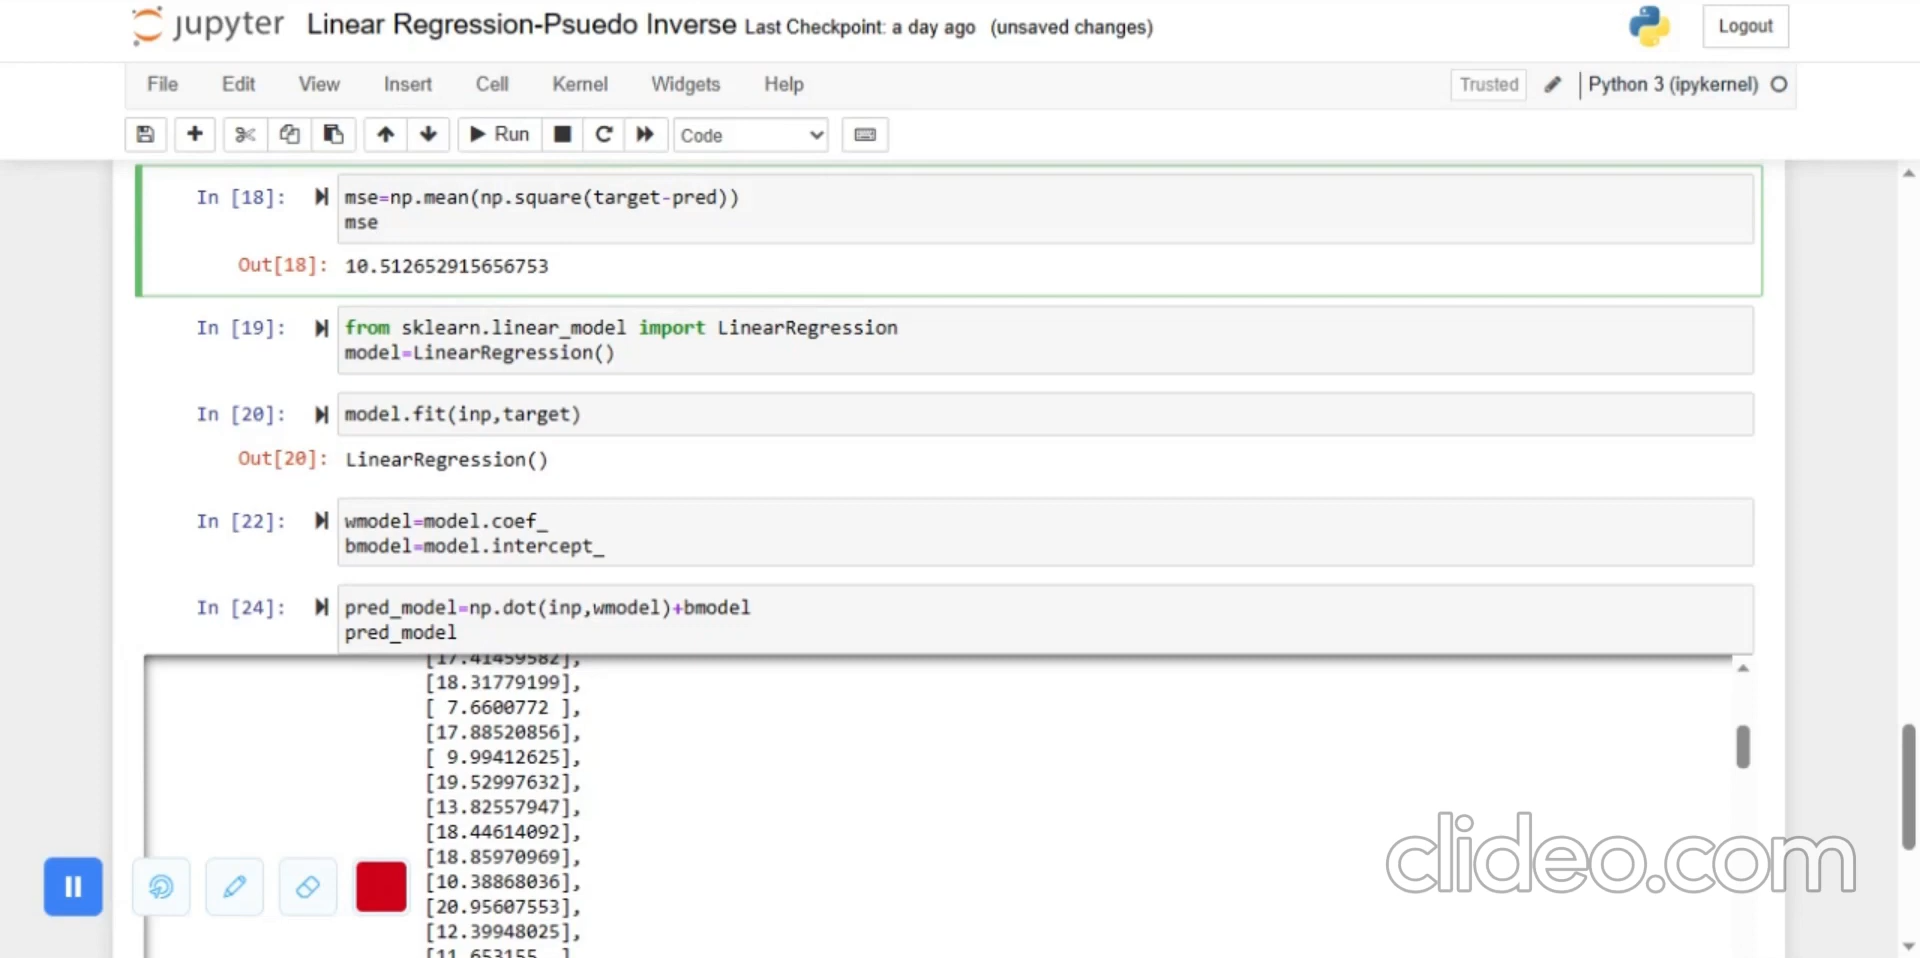 jupyter Linear Regression-Psuedo Inverse Last Checkpoint: a day ago (unsaved changes) Logout
File Edit View Insert Cell Kernel Widgets Help Trusted Python 3 (ipykernel)
Run Code
In [18]: mse=np.mean(np.square(target-pred))
mse
Out[18]: 10.512652915656753
In [19]: from sklearn.linear_model import LinearRegression
model=LinearRegression()
In [20]: model.fit(inp,target)
Out[20]: LinearRegression()
In [22]: wmodel=model.coef_
bmodel=model.intercept_
In [24]: pred_model=np.dot(inp,wmodel)+bmodel
pred_model
[17.41459582],
[18.31779199],
[ 7.6600772 ],
[17.88520856],
[ 9.99412625],
[19.52997632],
[13.82557947],
[18.44614092],
[18.85970969],
[10.38868036],
[20.95607553],
[12.39948025],
[11.653155 ],
clideo.com